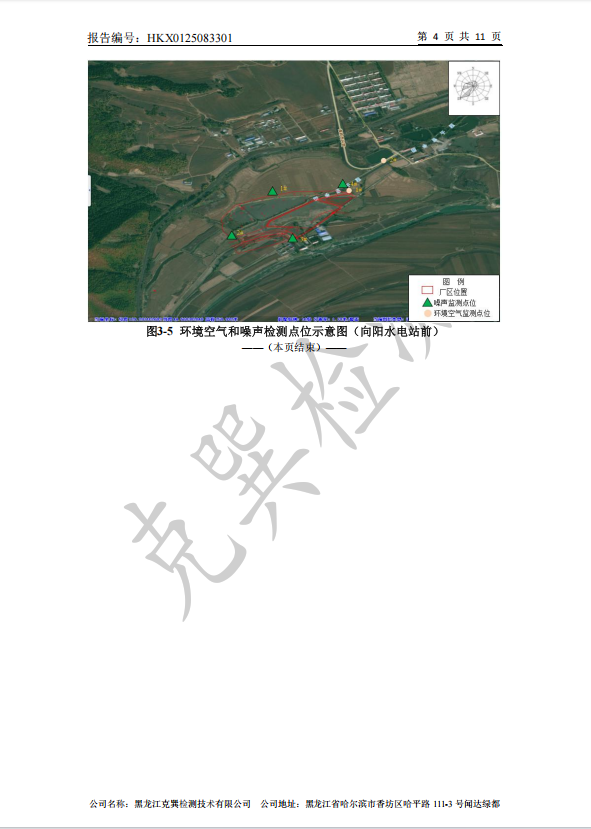 报告编号：HKX0125083301
第 4 页 共 11 页
图 例
厂区位置
噪声监测点位
环境空气监测点位
图3-5 环境空气和噪声检测点位示意图（向阳水电站前）
——（本页结束）——
克巽检测
公司名称：黑龙江克巽检测技术有限公司 公司地址：黑龙江省哈尔滨市香坊区哈平路 111-3 号闻达绿都